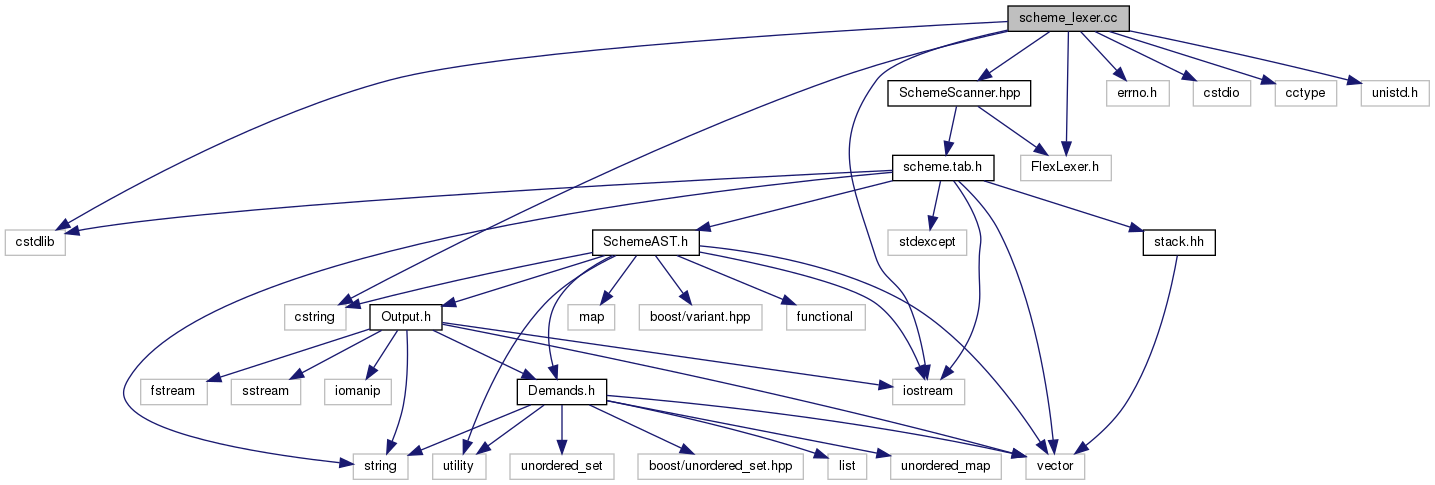 scheme_lexer.cc
SchemeScanner.hpp
errno.h
cstdio
cctype
unistd.h
scheme.tab.h
FlexLexer.h
cstdlib
SchemeAST.h
stdexcept
stack.hh
cstring
Output.h
map
boost/variant.hpp
functional
fstream
sstream
iomanip
Demands.h
iostream
string
utility
unordered_set
boost/unordered_set.hpp
list
unordered_map
vector